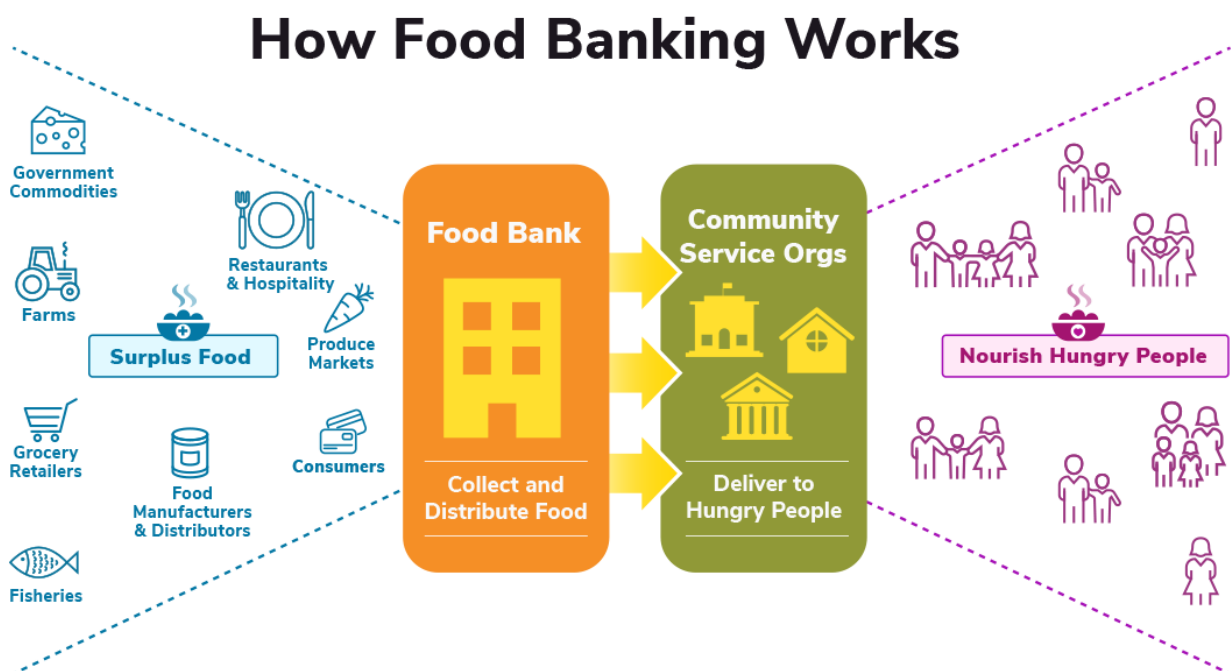 How Food Banking Works
Government
Commodities
Restaurants
& Hospitality
Farms
Surplus Food
Produce
Markets
Grocery
Retailers
Food
Manufacturers
& Distributors
Consumers
Fisheries
Food Bank
Collect and
Distribute Food
Community
Service Orgs
Deliver to
Hungry People
Nourish Hungry People